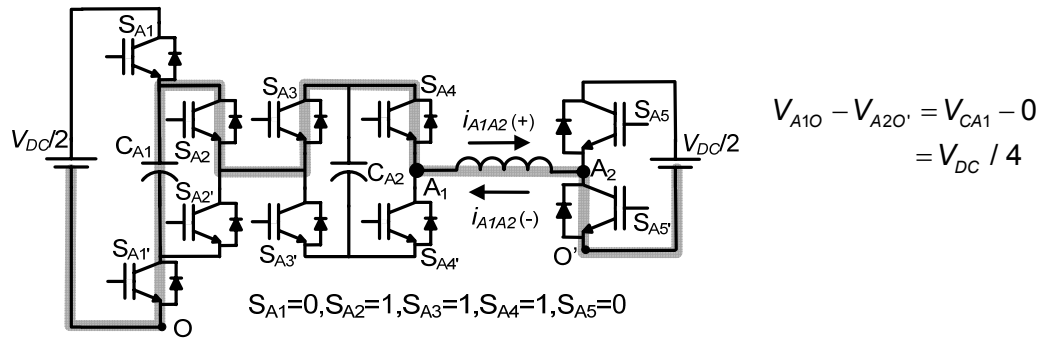 S_A1
S_A2
S_A3
S_A4
S_A5
i_A1A2(+)
V_DC/2
C_A1
C_A2
A_1
A_2
V_DC/2
S_A2'
S_A1'
S_A3'
S_A4'
S_A5'
i_A1A2(-)
O
O'
S_A1=0,S_A2=1,S_A3=1,S_A4=1,S_A5=0
V_A1O − V_A2O' = V_CA1 − 0
= V_DC / 4